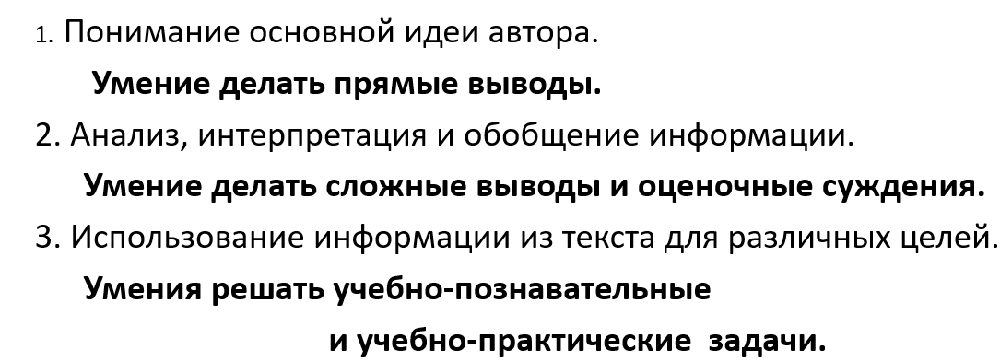 1. Понимание основной идеи автора.
Умение делать прямые выводы.
2. Анализ, интерпретация и обобщение информации.
Умение делать сложные выводы и оценочные суждения.
3. Использование информации из текста для различных целей.
Умения решать учебно-познавательные
и учебно-практические задачи.